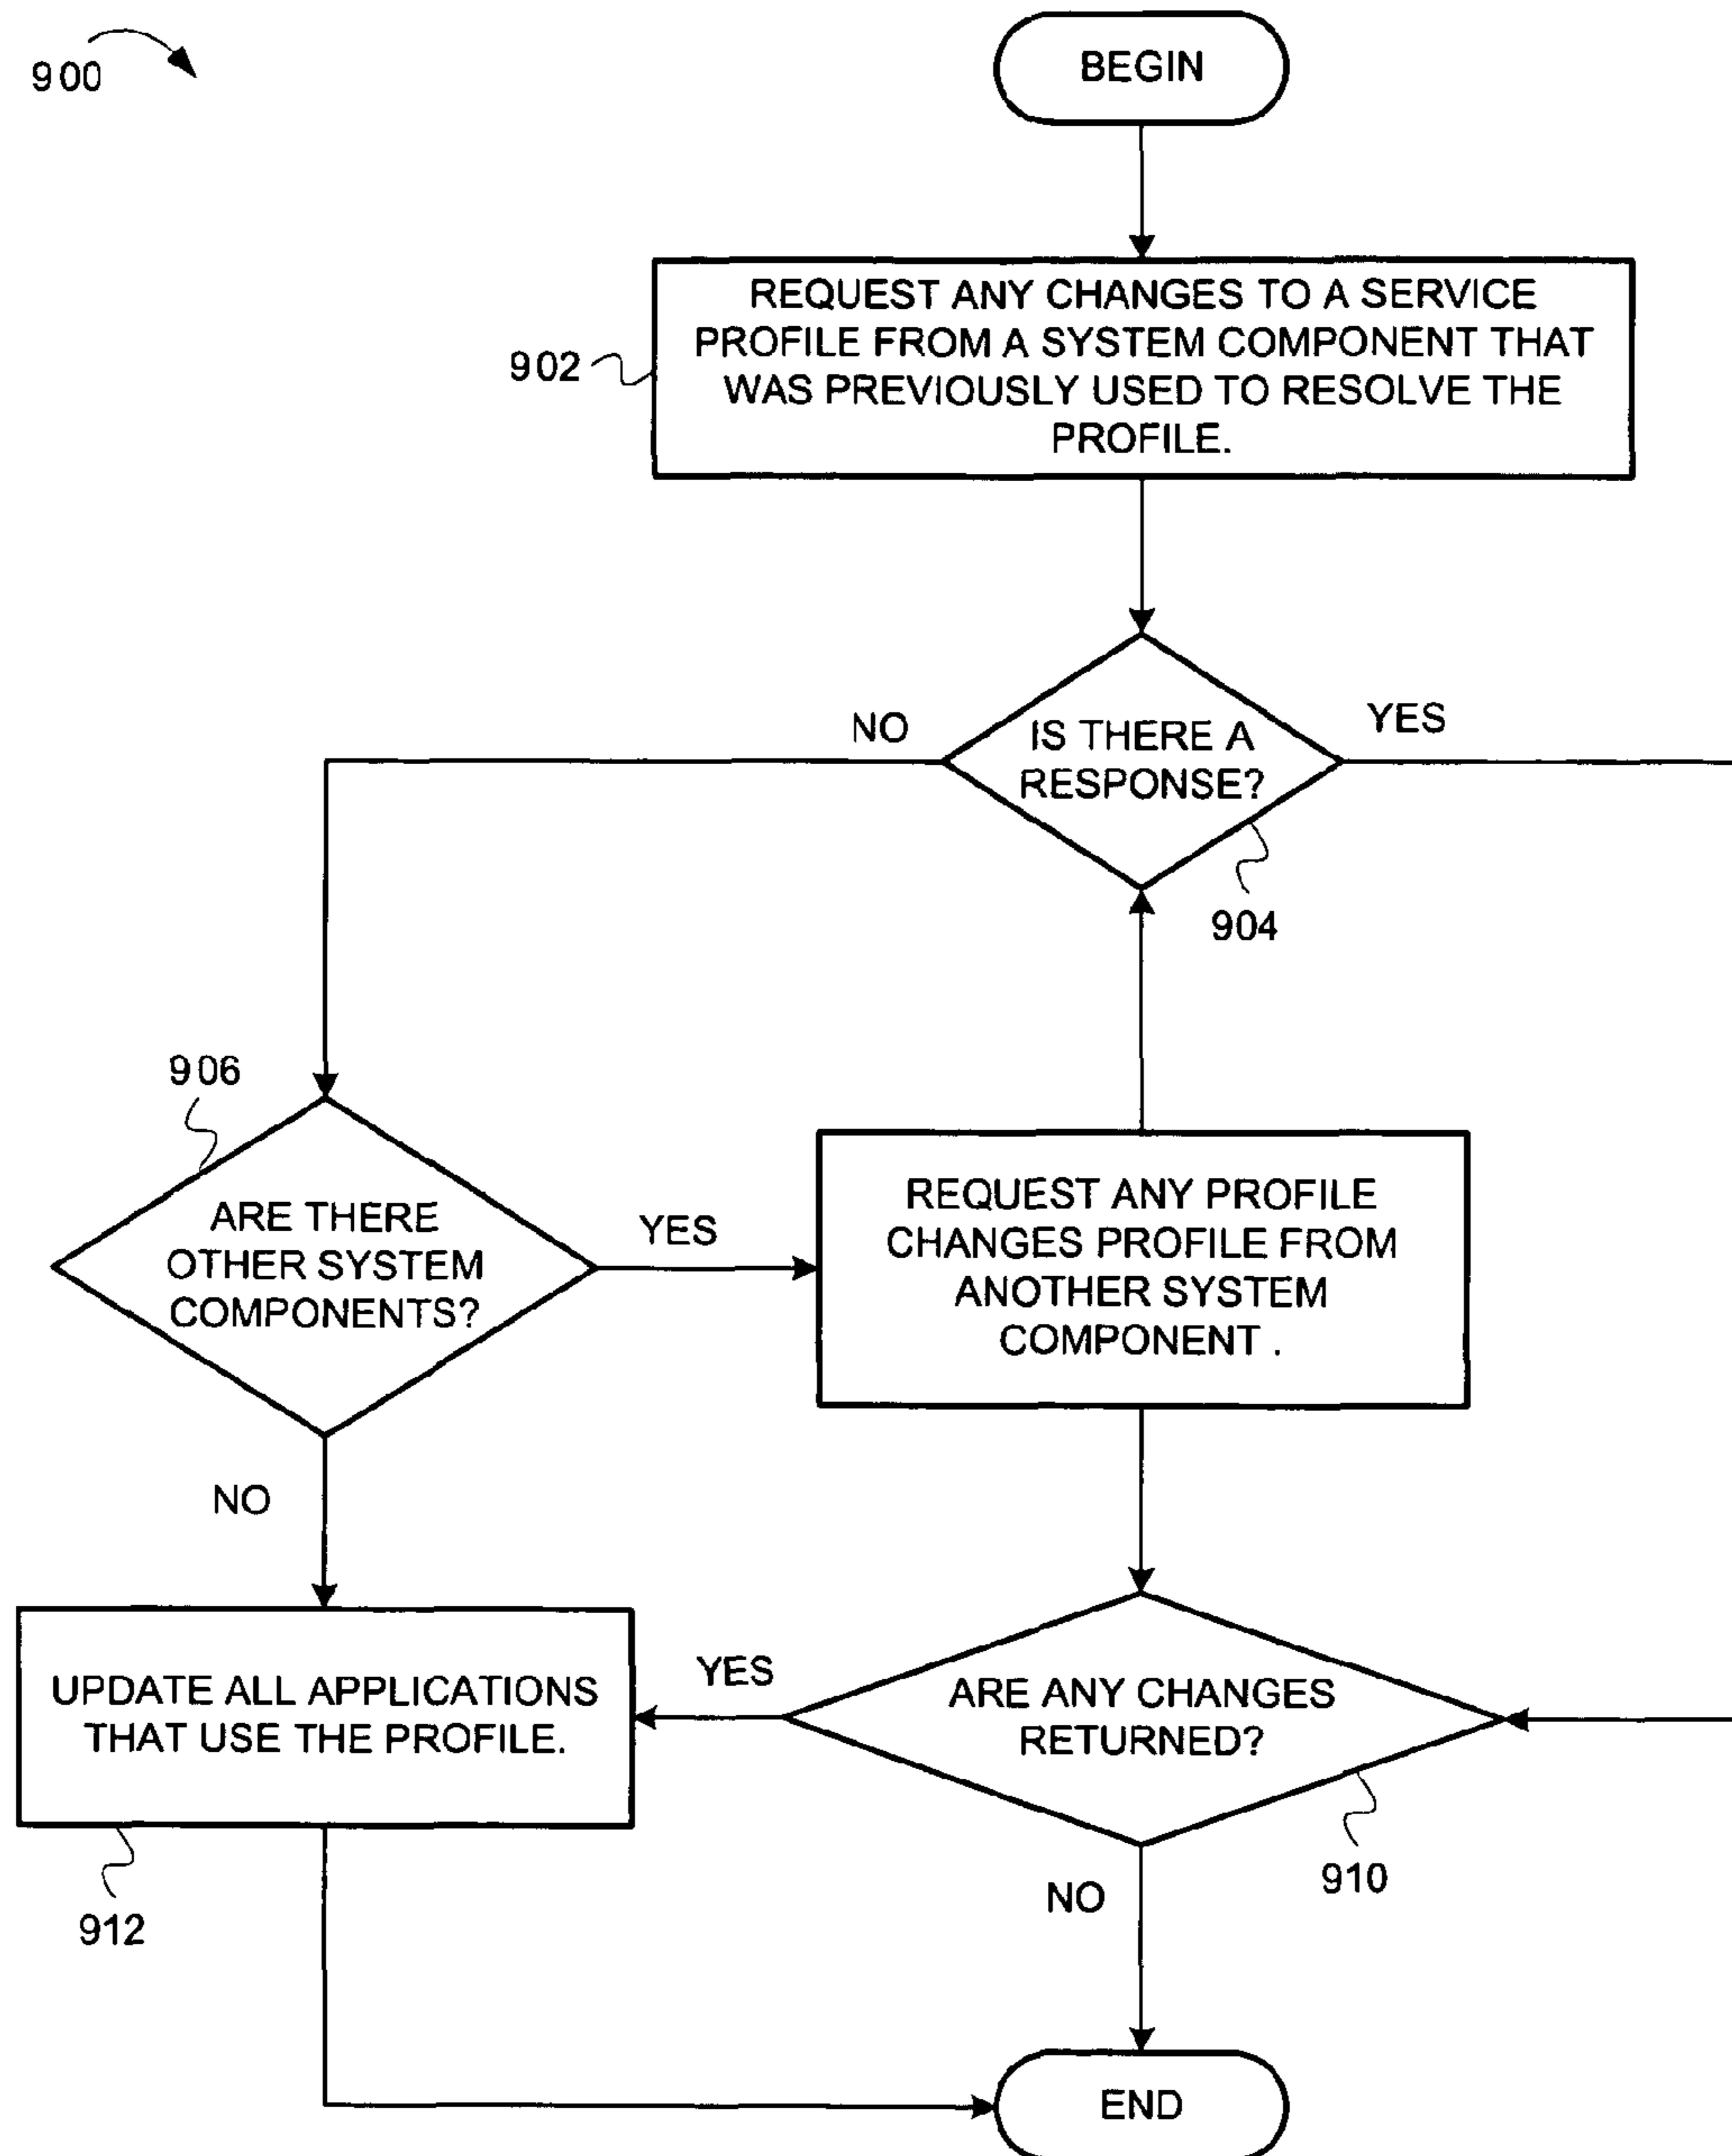 900
BEGIN
REQUEST ANY CHANGES TO A SERVICE
PROFILE FROM A SYSTEM COMPONENT THAT
WAS PREVIOUSLY USED TO RESOLVE THE
PROFILE.
902
NO
IS THERE A
RESPONSE?
YES
904
906
ARE THERE
OTHER SYSTEM
COMPONENTS?
YES
REQUEST ANY PROFILE
CHANGES PROFILE FROM
ANOTHER SYSTEM
COMPONENT .
NO
UPDATE ALL APPLICATIONS
THAT USE THE PROFILE.
YES
ARE ANY CHANGES
RETURNED?
910
912
NO
END